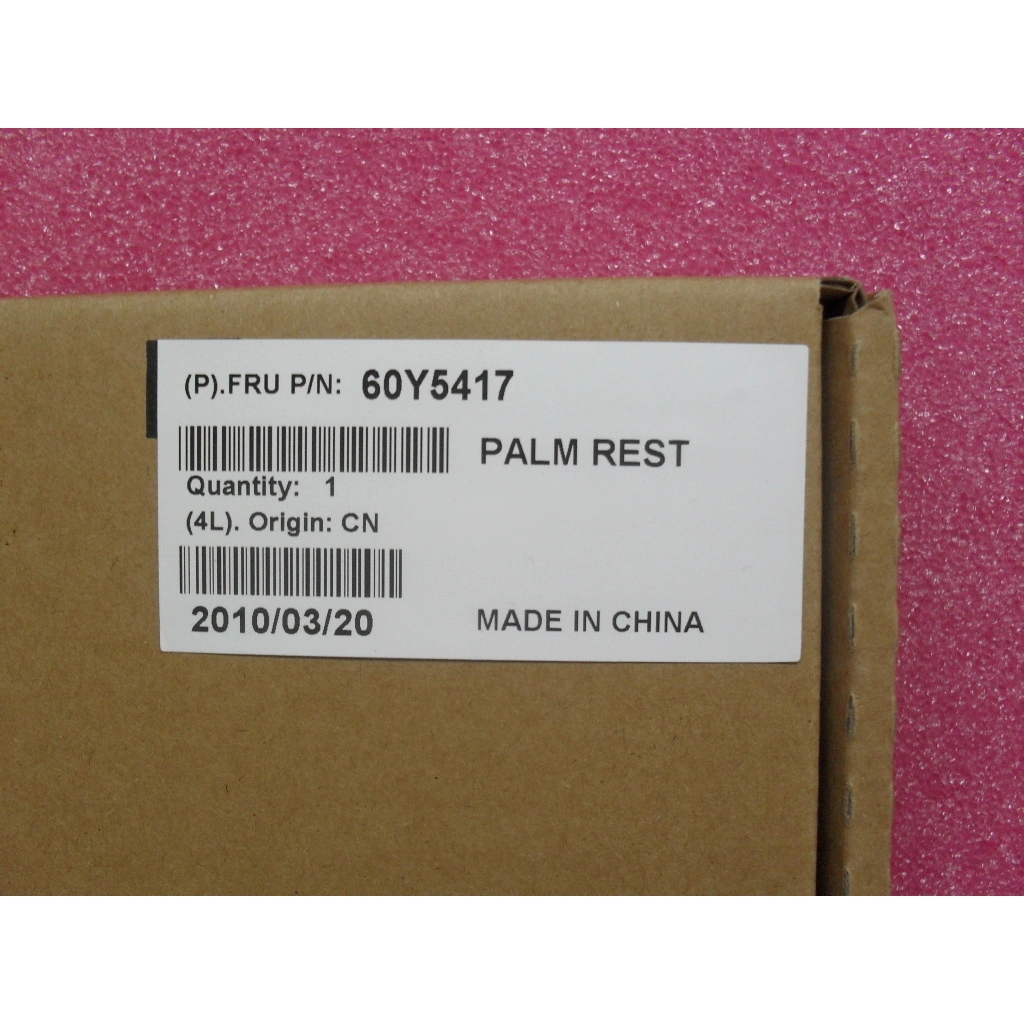 (P).FRU P/N: 60Y5417
PALM REST
Quantity: 1
(4L). Origin: CN
2010/03/20
MADE IN CHINA